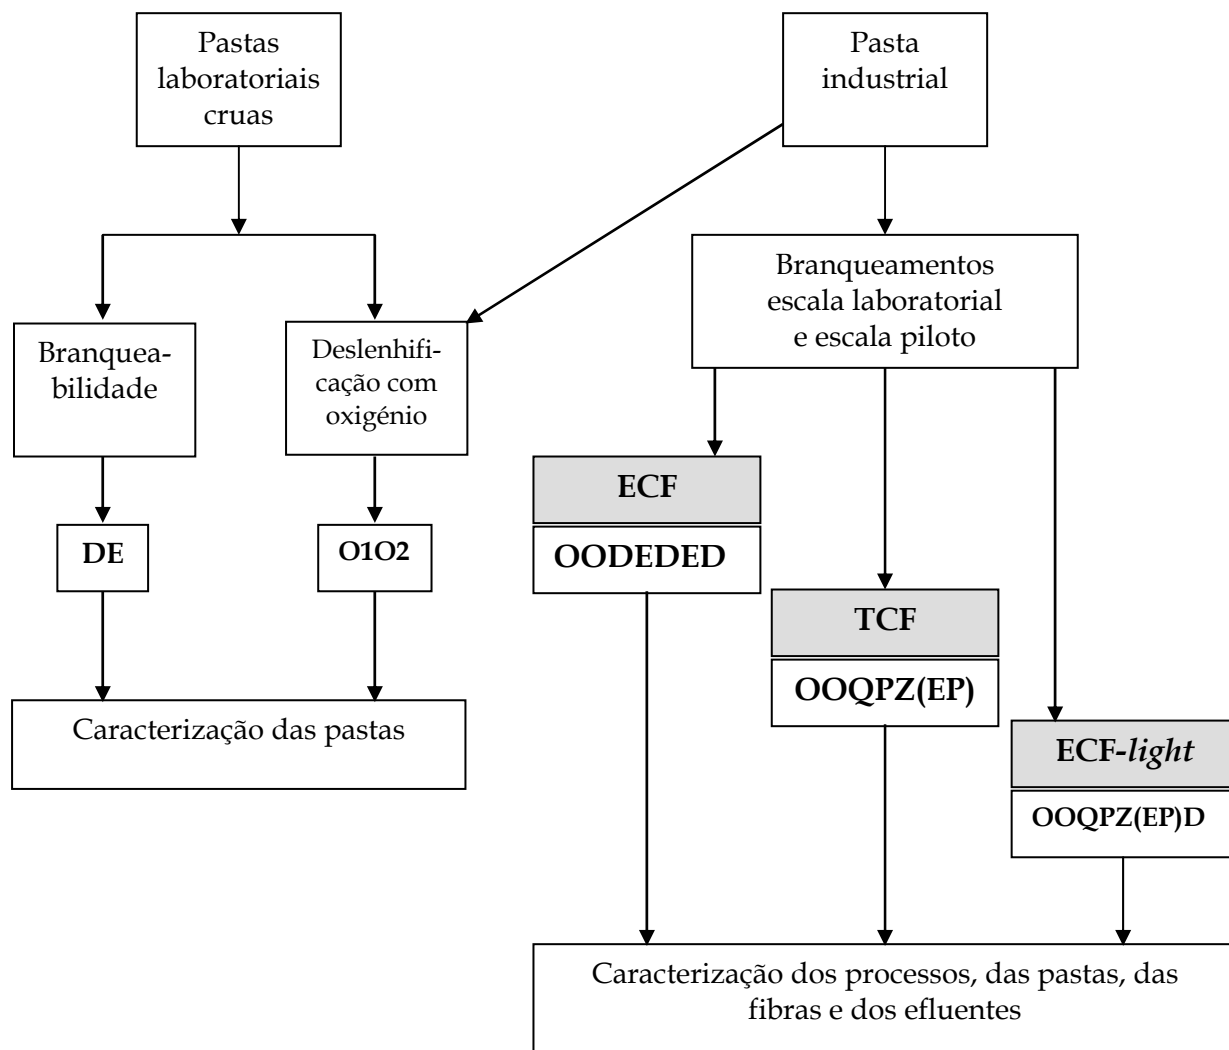 Pastas
laboratoriais
cruas
Pasta
industrial
Branquea-
bilidade
Deslenhifi-
cação com
oxigénio
Branqueamentos
escala laboratorial
e escala piloto
DE
O1O2
ECF
OODEDED
TCF
OOQPZ(EP)
ECF-light
OOQPZ(EP)D
Caracterização das pastas
Caracterização dos processos, das pastas, das
fibras e dos efluentes